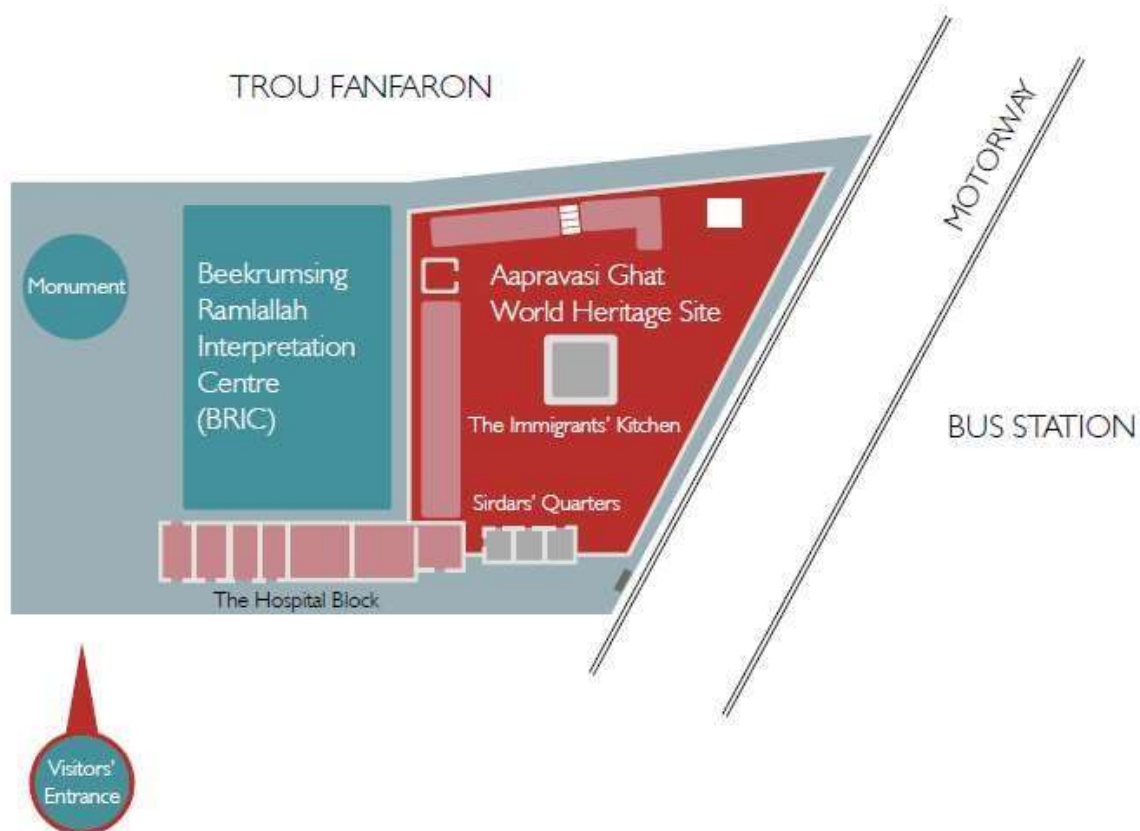 TROU FANFARON
MOTORWAY
Monument
Beekrumsing
Ramlallah
Interpretation
Centre
(BRIC)
Aapravasi Ghat
World Heritage Site
The Immigrants' Kitchen
BUS STATION
Sirdars' Quarters
The Hospital Block
Visitors'
Entrance